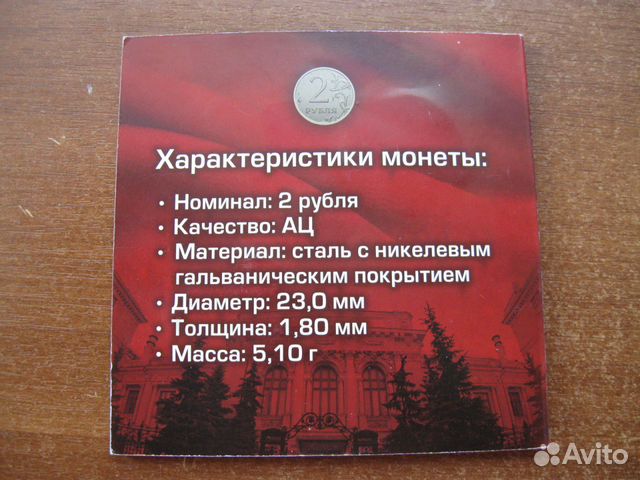 2
РУБЛЯ
Характеристики монеты:
• Номинал: 2 рубля
• Качество: АЦ
• Материал: сталь с никелевым
гальваническим покрытием
• Диаметр: 23,0 мм
• Толщина: 1,80 мм
• Масса: 5,10 г
Avito